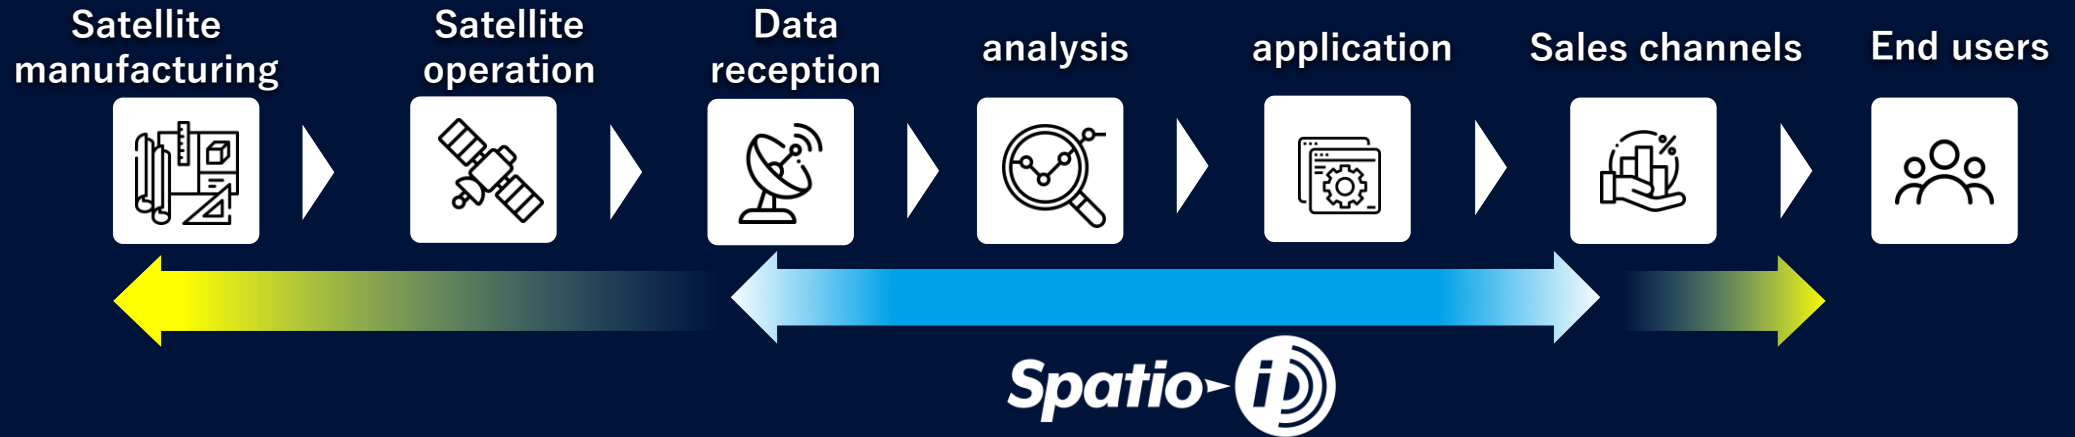 Satellite
manufacturing
Satellite
operation
Data
reception
analysis
application
Sales channels
End users
%
Spatio-iD